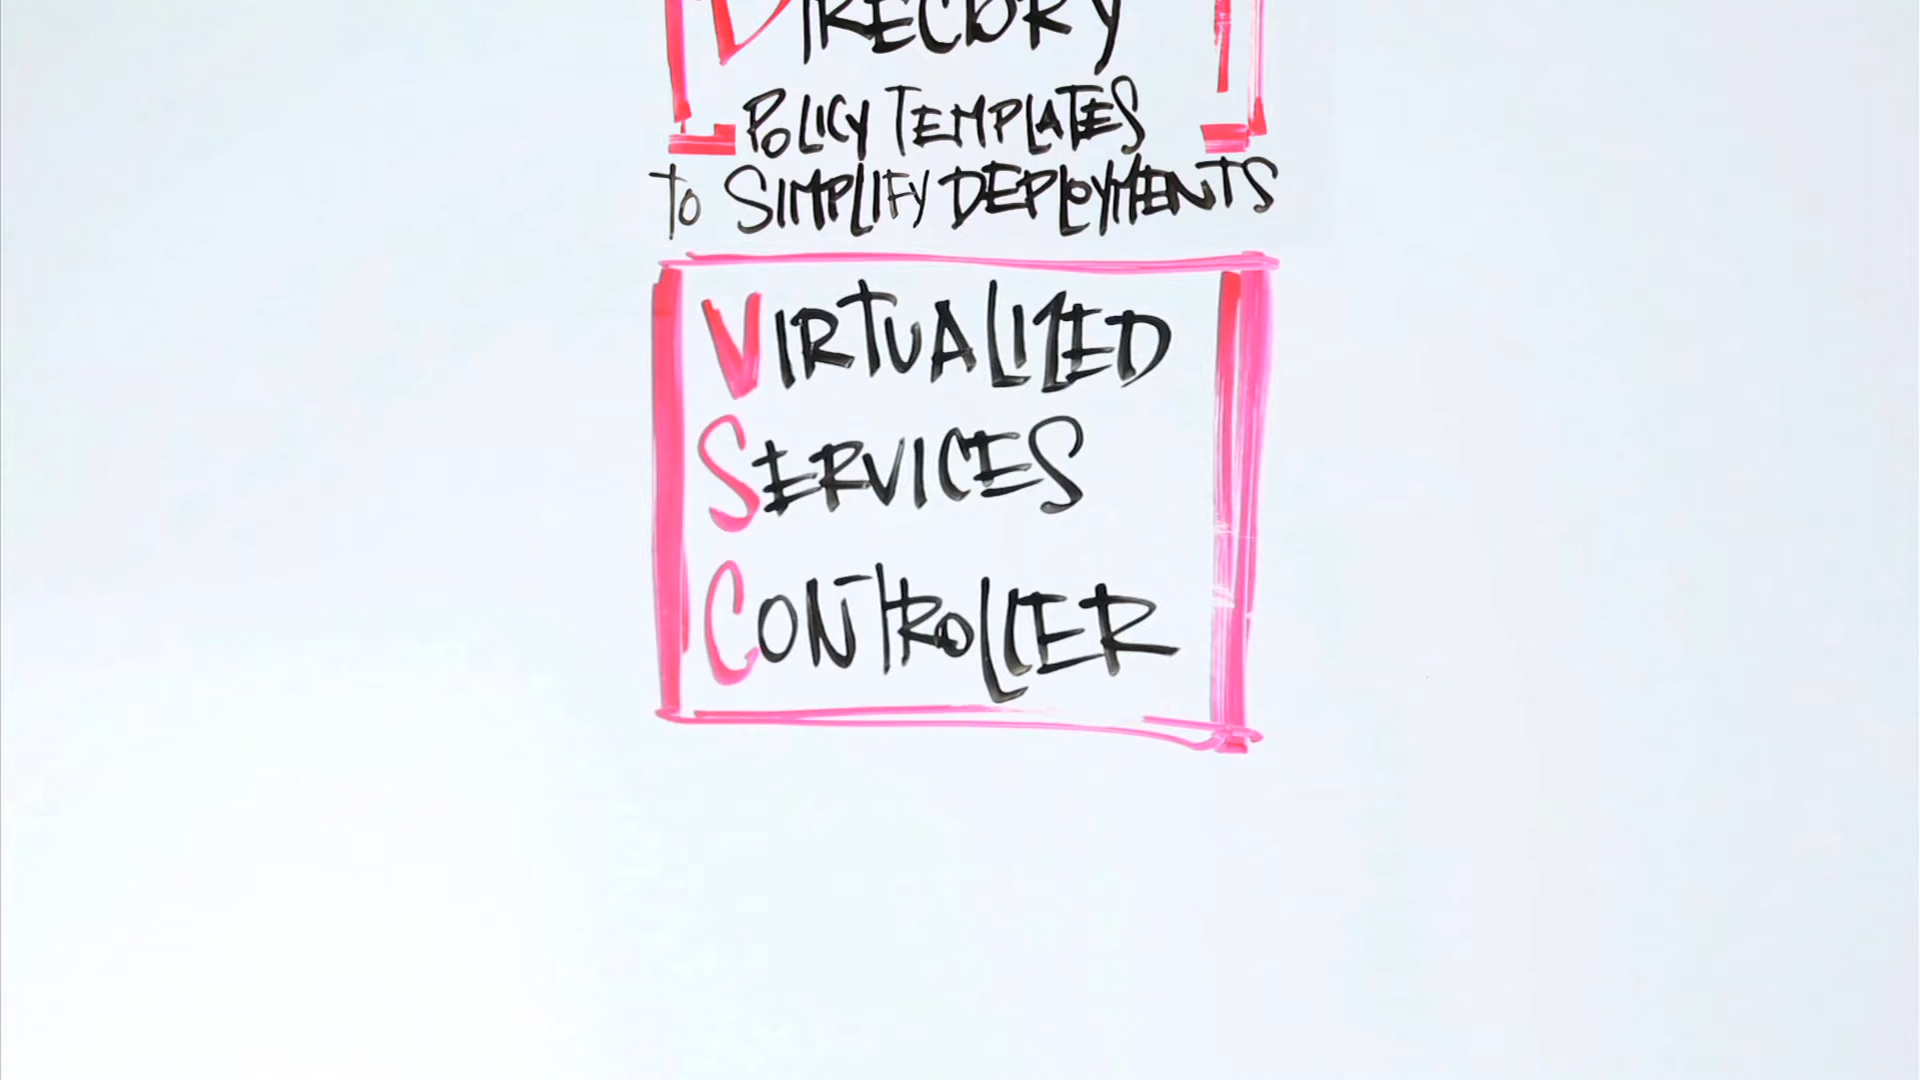 DIRECTORY
POLICY TEMPLATES
TO SIMPLIFY DEPLOYMENTS
VIRTUALIZED
SERVICES
CONTROLLER